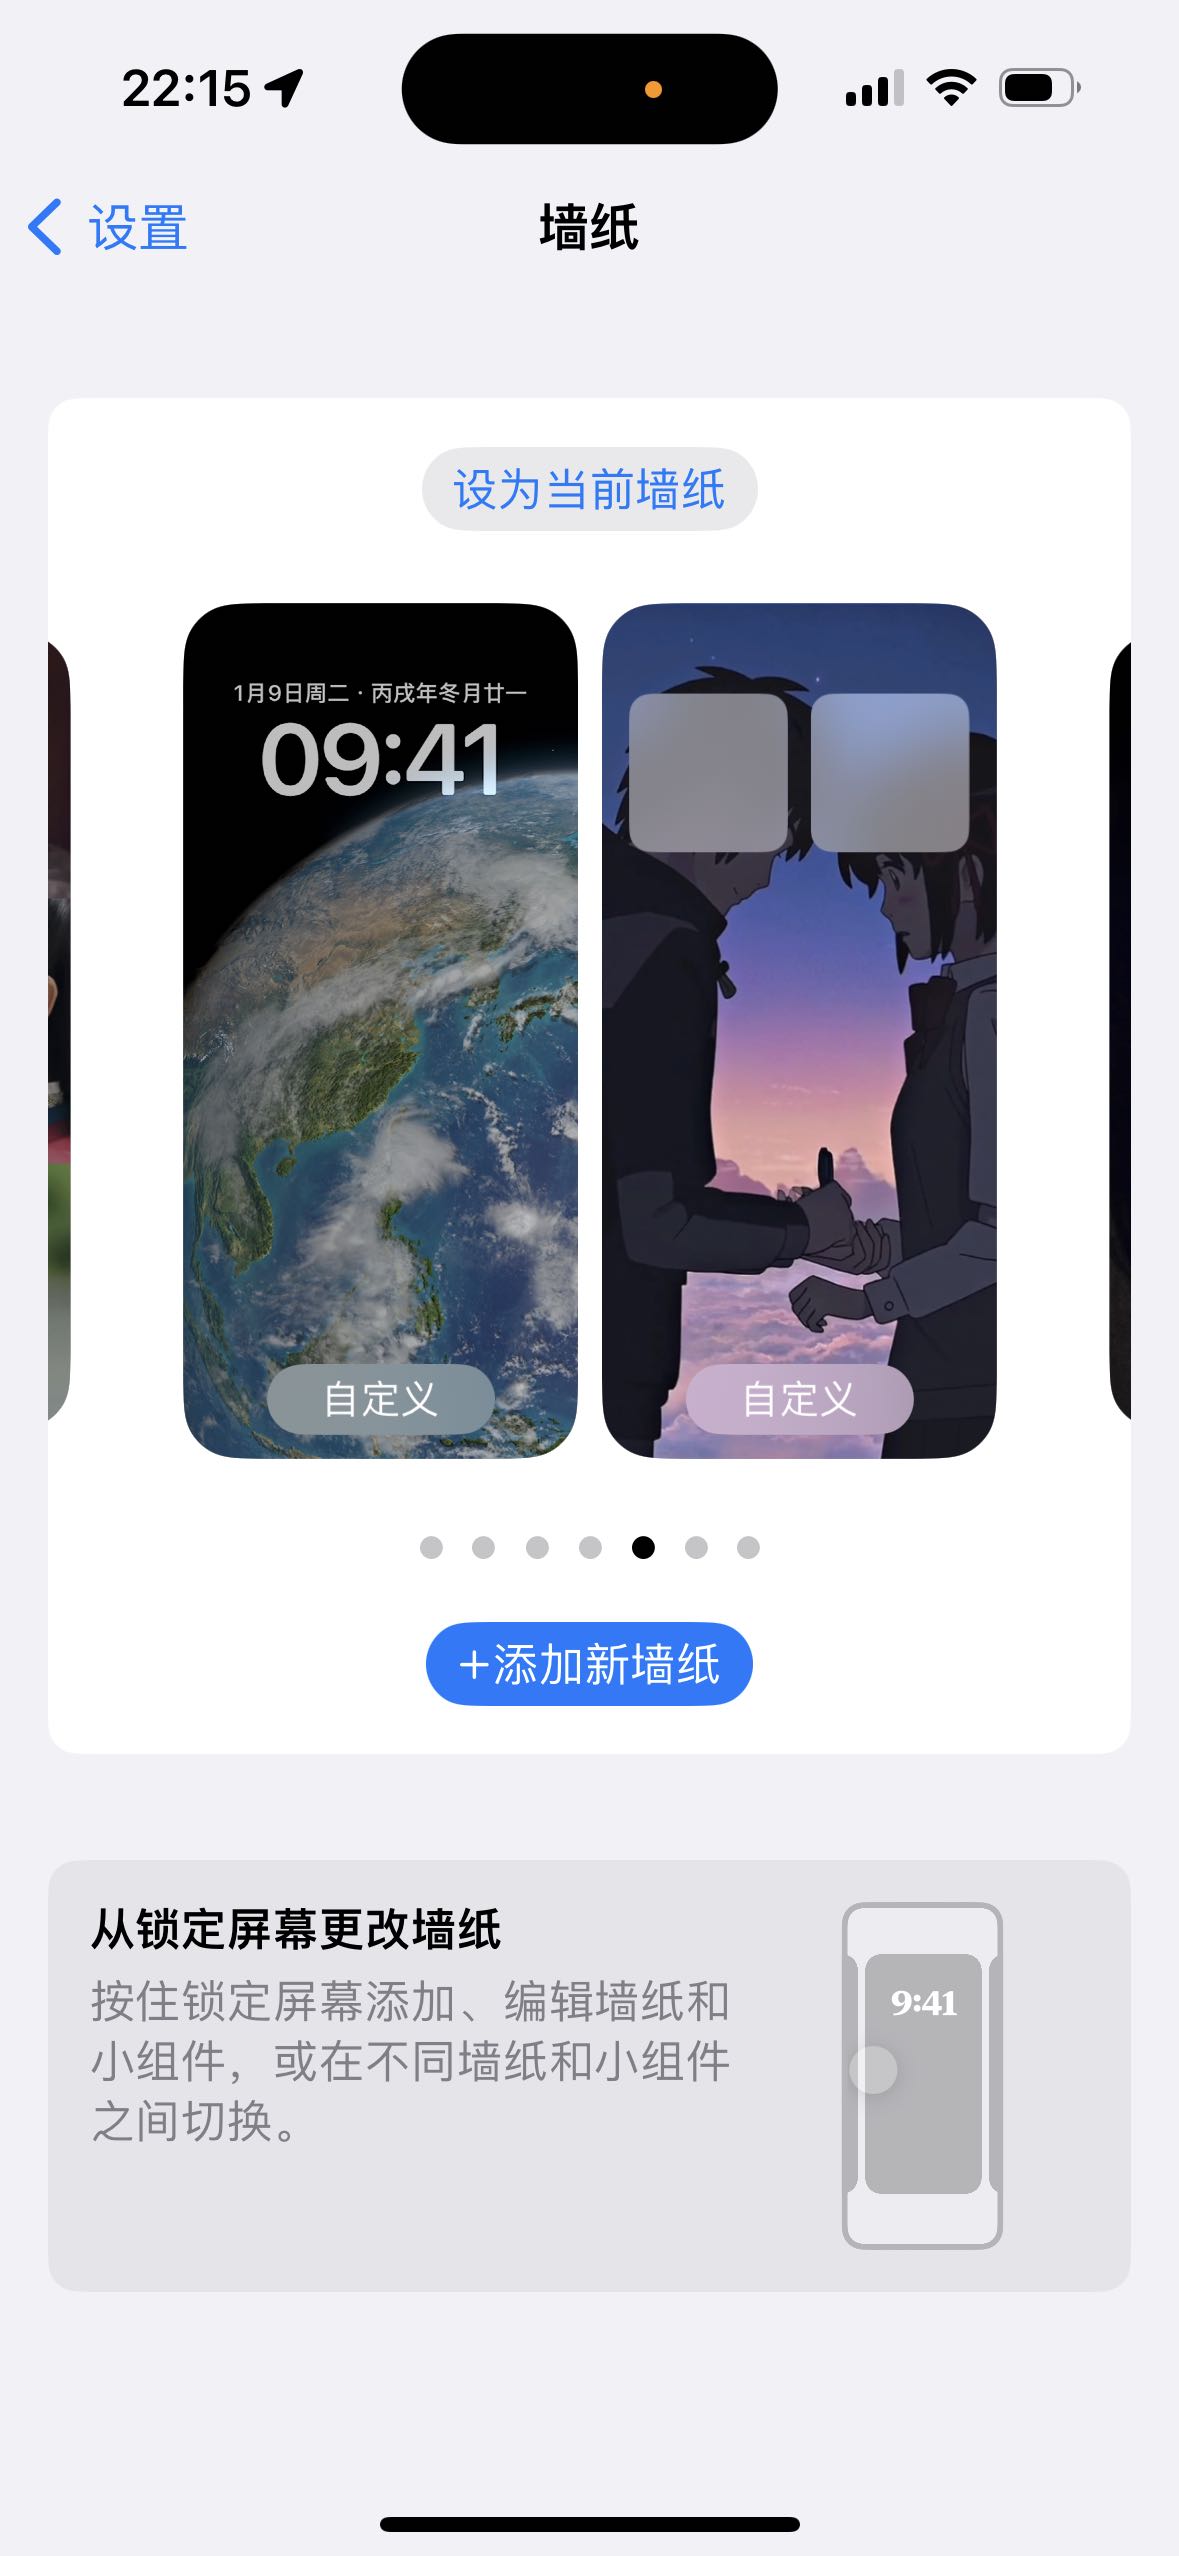 22:15
设置
墙纸
设为当前墙纸
1月9日周二 · 丙戌年冬月廿一
09:41
自定义
自定义
+添加新墙纸
从锁定屏幕更改墙纸
按住锁定屏幕添加、编辑墙纸和
小组件，或在不同墙纸和小组件
之间切换。
9:41